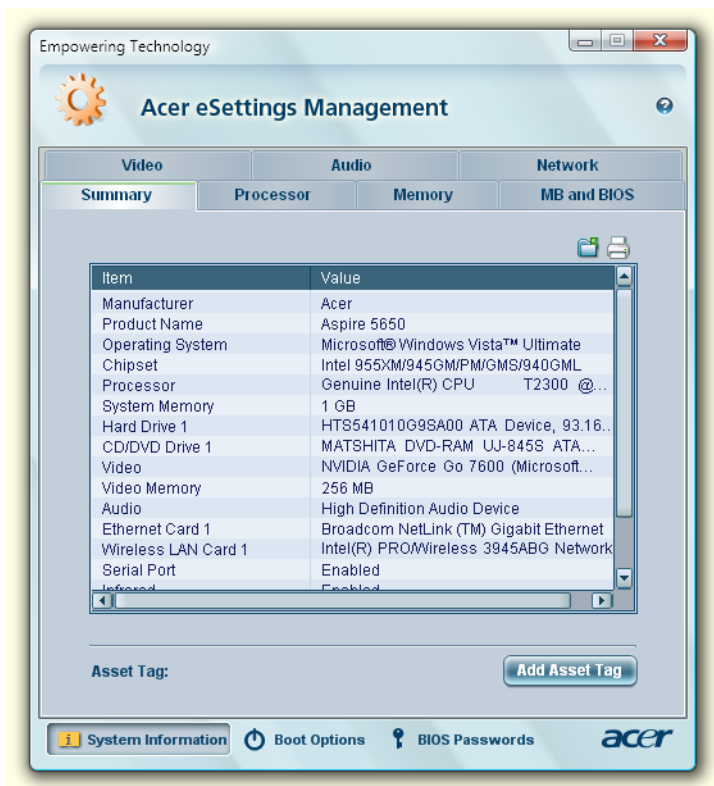 Empowering Technology
Acer eSettings Management
Video Audio Network
Summary Processor Memory MB and BIOS
Item Value
Manufacturer Acer
Product Name Aspire 5650
Operating System Microsoft® Windows Vista™ Ultimate
Chipset Intel 955XM/945GM/PM/GMS/940GML
Processor Genuine Intel(R) CPU T2300 @...
System Memory 1 GB
Hard Drive 1 HTS541010G9SA00 ATA Device, 93.16..
CD/DVD Drive 1 MATSHITA DVD-RAM UJ-845S ATA...
Video NVIDIA GeForce Go 7600 (Microsoft...
Video Memory 256 MB
Audio High Definition Audio Device
Ethernet Card 1 Broadcom NetLink (TM) Gigabit Ethernet
Wireless LAN Card 1 Intel(R) PRO/Wireless 3945ABG Network
Serial Port Enabled
Infrared Enabled
Asset Tag: Add Asset Tag
System Information Boot Options BIOS Passwords acer